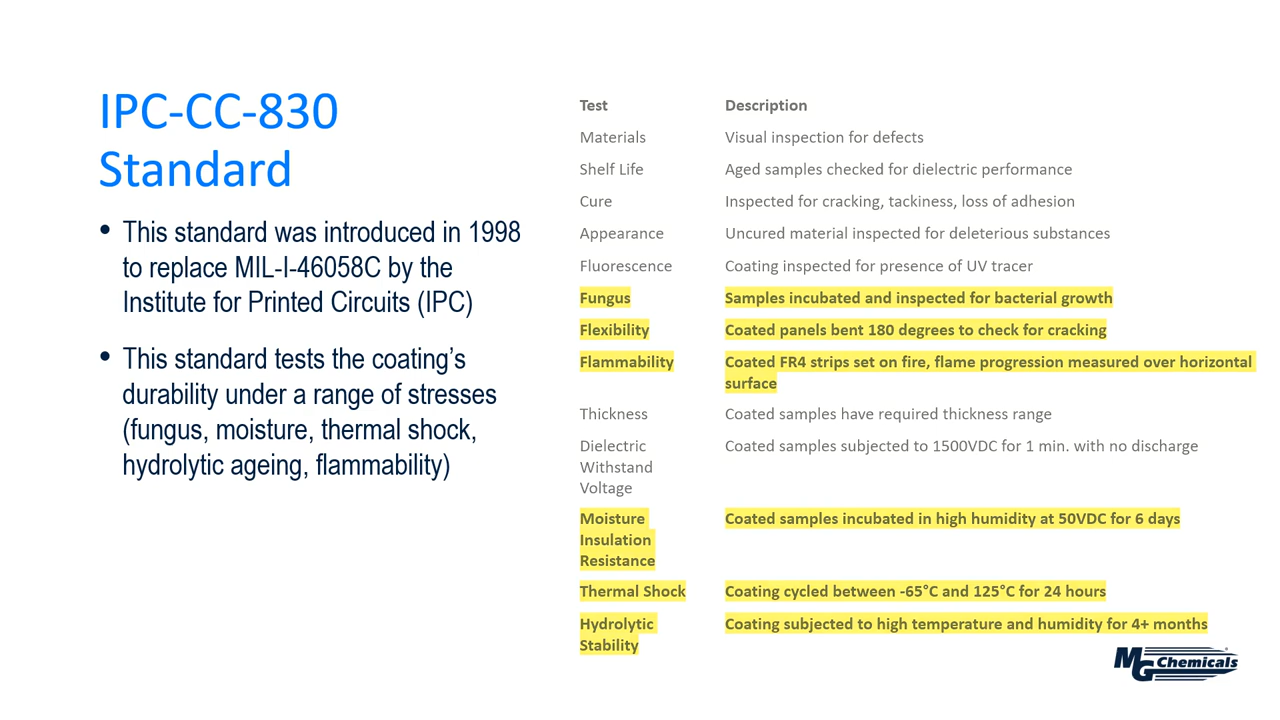 IPC-CC-830
Standard
• This standard was introduced in 1998
to replace MIL-I-46058C by the
Institute for Printed Circuits (IPC)
• This standard tests the coating's
durability under a range of stresses
(fungus, moisture, thermal shock,
hydrolytic ageing, flammability)
Test Description
Materials Visual inspection for defects
Shelf Life Aged samples checked for dielectric performance
Cure Inspected for cracking, tackiness, loss of adhesion
Appearance Uncured material inspected for deleterious substances
Fluorescence Coating inspected for presence of UV tracer
Fungus Samples incubated and inspected for bacterial growth
Flexibility Coated panels bent 180 degrees to check for cracking
Flammability Coated FR4 strips set on fire, flame progression measured over horizontal
surface
Thickness Coated samples have required thickness range
Dielectric Coated samples subjected to 1500VDC for 1 min. with no discharge
Withstand
Voltage
Moisture Coated samples incubated in high humidity at 50VDC for 6 days
Insulation
Resistance
Thermal Shock Coating cycled between -65°C and 125°C for 24 hours
Hydrolytic Coating subjected to high temperature and humidity for 4+ months
Stability
MG Chemicals